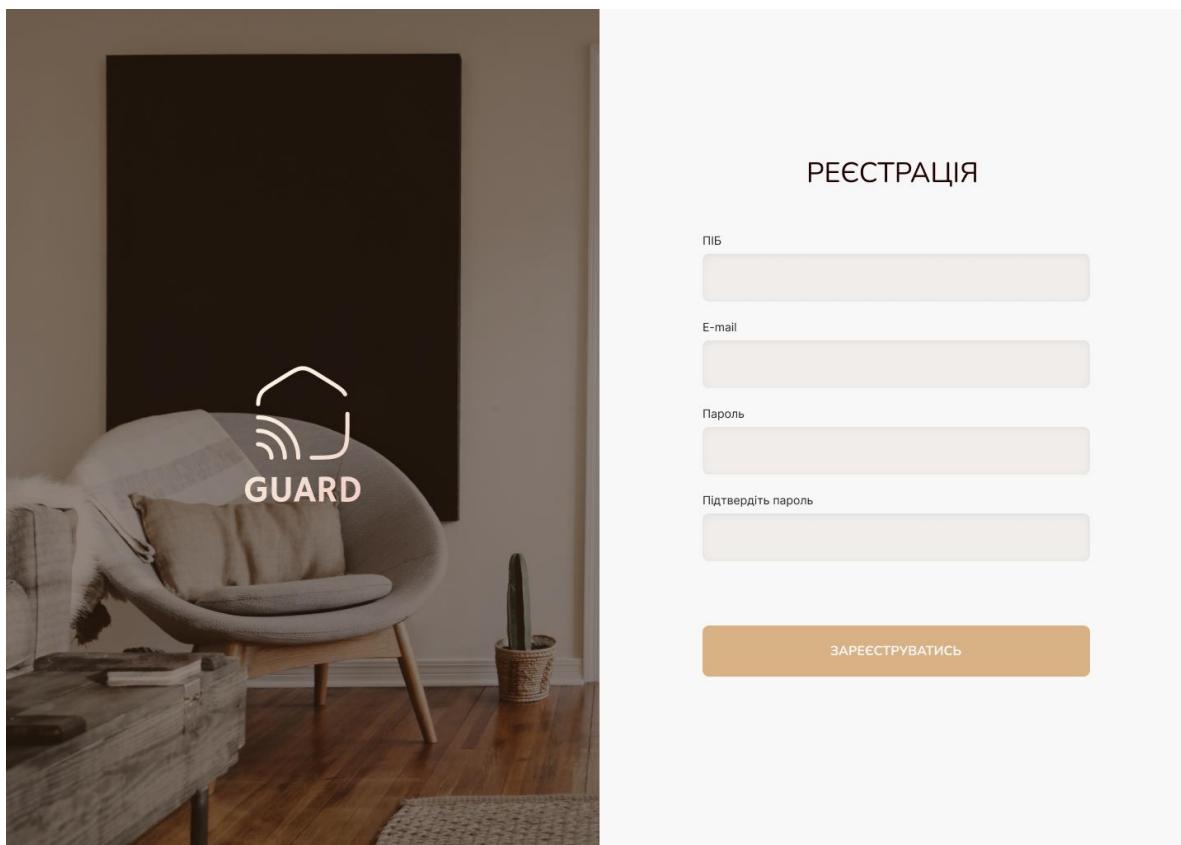 GUARD
РЕЄСТРАЦІЯ
ПІБ
E-mail
Пароль
Підтвердіть пароль
ЗАРЕЄСТРУВАТИСЬ